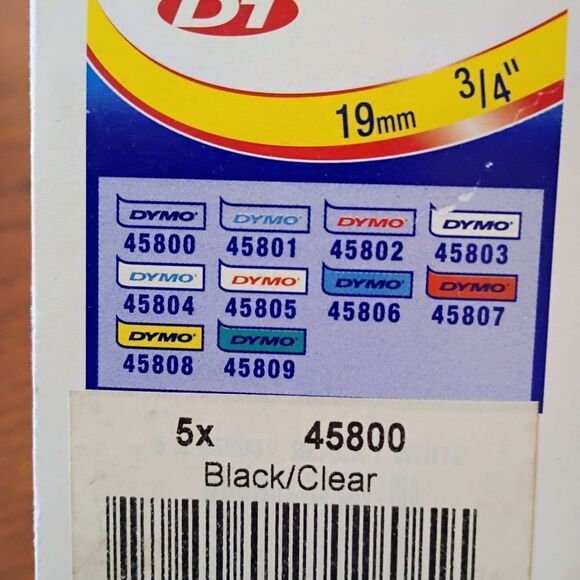 D1
19mm 3/4"
DYMO DYMO DYMO DYMO
45800 45801 45802 45803
DYMO DYMO DYMO DYMO
45804 45805 45806 45807
DYMO DYMO
45808 45809
5x 45800
Black/Clear